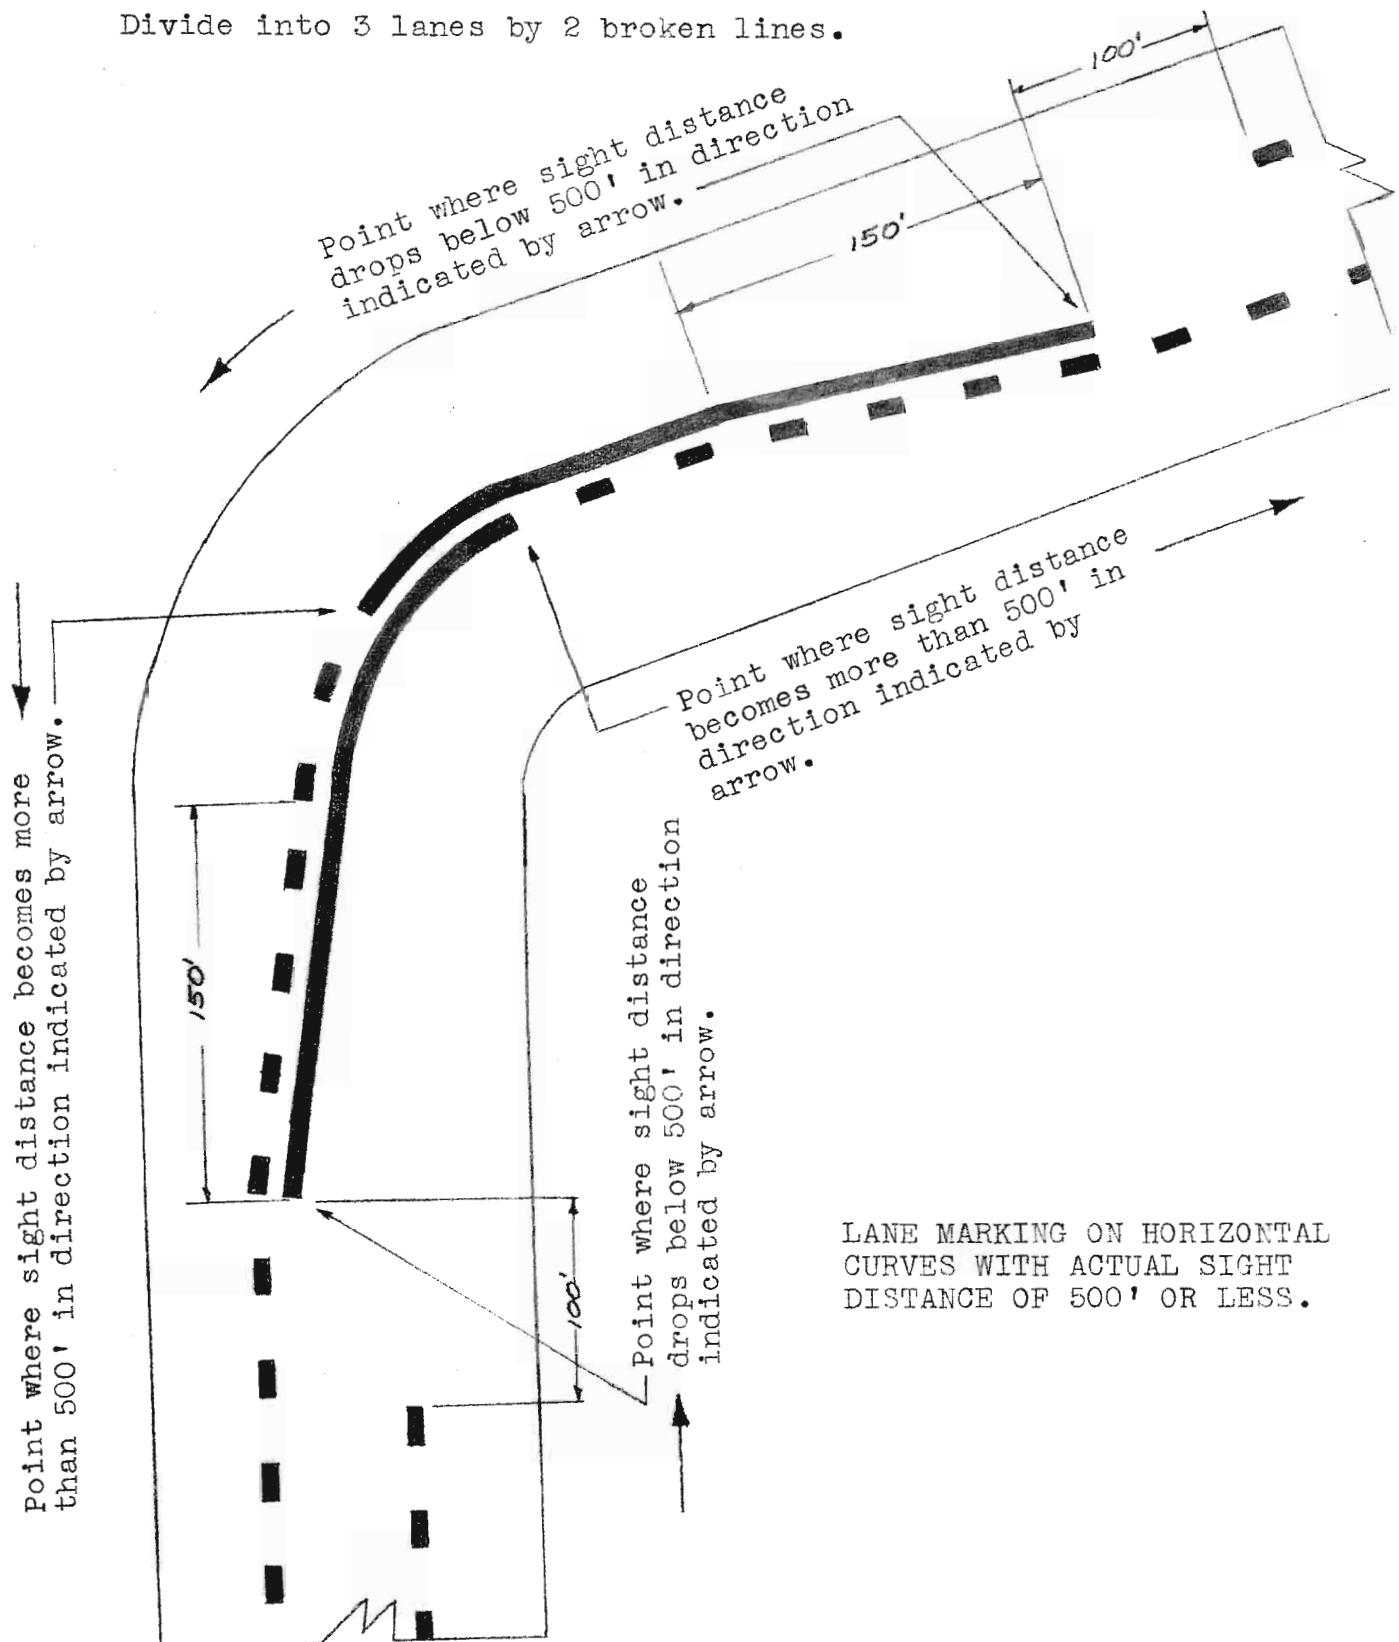 Divide into 3 lanes by 2 broken lines.
100'
Point where sight distance
drops below 500' in direction
indicated by arrow.
150'
Point where sight distance
becomes more than 500' in
direction indicated by
arrow.
Point where sight distance becomes more
than 500' in direction indicated by arrow.
150'
Point where sight distance
drops below 500' in direction
indicated by arrow.
100'
LANE MARKING ON HORIZONTAL
CURVES WITH ACTUAL SIGHT
DISTANCE OF 500' OR LESS.